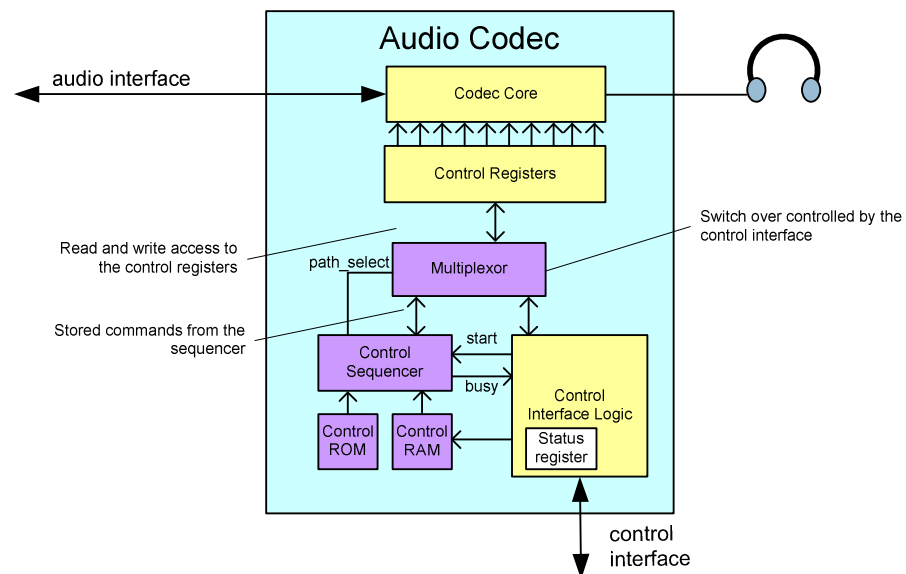 Audio Codec
audio interface
Codec Core
Control Registers
Switch over controlled by the
control interface
Read and write access to
the control registers
path_select
Multiplexor
Stored commands from the
sequencer
start
Control
Sequencer
busy
Control
Interface Logic
Control
ROM
Control
RAM
Status
register
control
interface